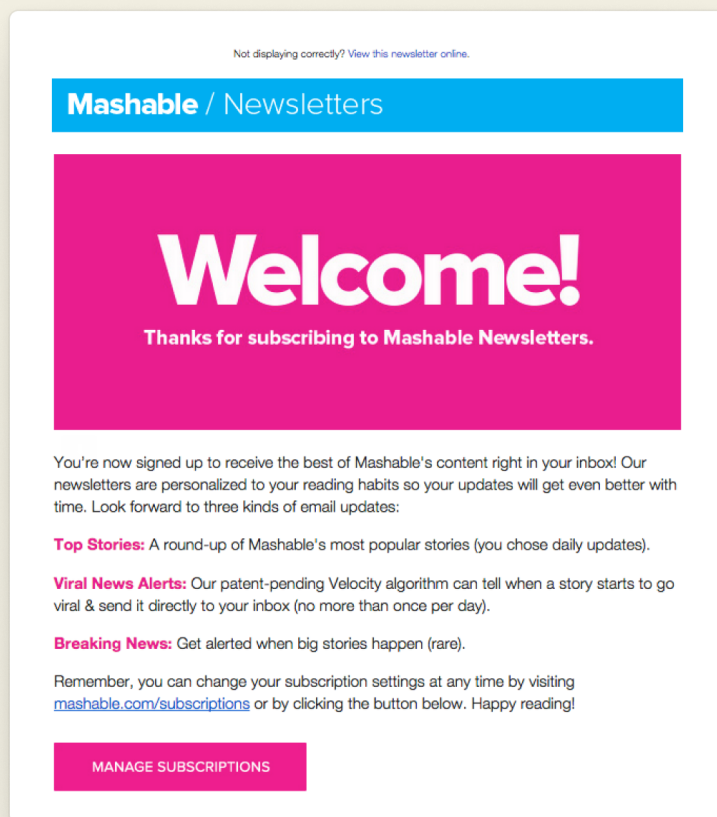 Not displaying correctly? View this newsletter online.
Mashable / Newsletters
Welcome!
Thanks for subscribing to Mashable Newsletters.
You're now signed up to receive the best of Mashable's content right in your inbox! Our
newsletters are personalized to your reading habits so your updates will get even better with
time. Look forward to three kinds of email updates:
Top Stories: A round-up of Mashable's most popular stories (you chose daily updates).
Viral News Alerts: Our patent-pending Velocity algorithm can tell when a story starts to go
viral & send it directly to your inbox (no more than once per day).
Breaking News: Get alerted when big stories happen (rare).
Remember, you can change your subscription settings at any time by visiting
mashable.com/subscriptions or by clicking the button below. Happy reading!
MANAGE SUBSCRIPTIONS